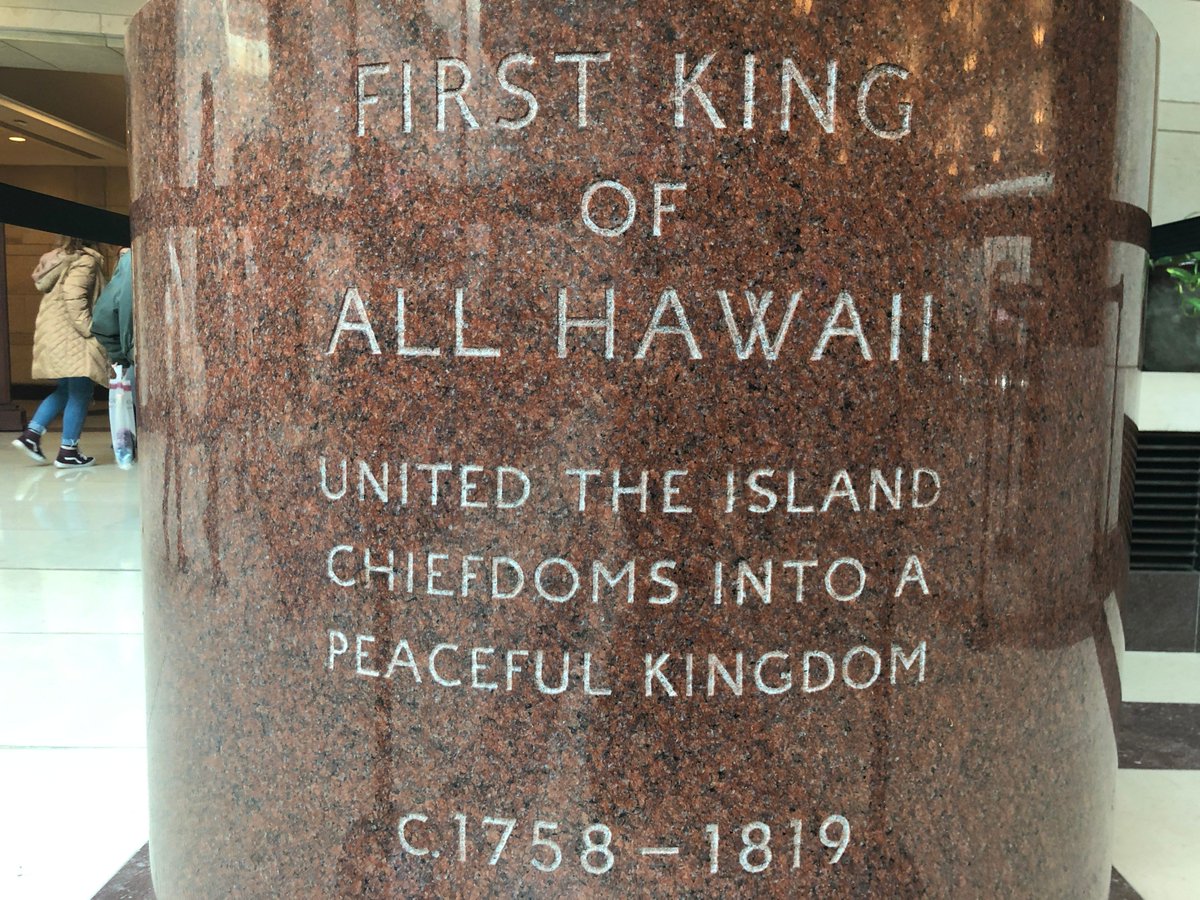 FIRST KING
OF
ALL HAWAII
UNITED THE ISLAND
CHIEFDOMS INTO A
PEACEFUL KINGDOM
C.1758–1819